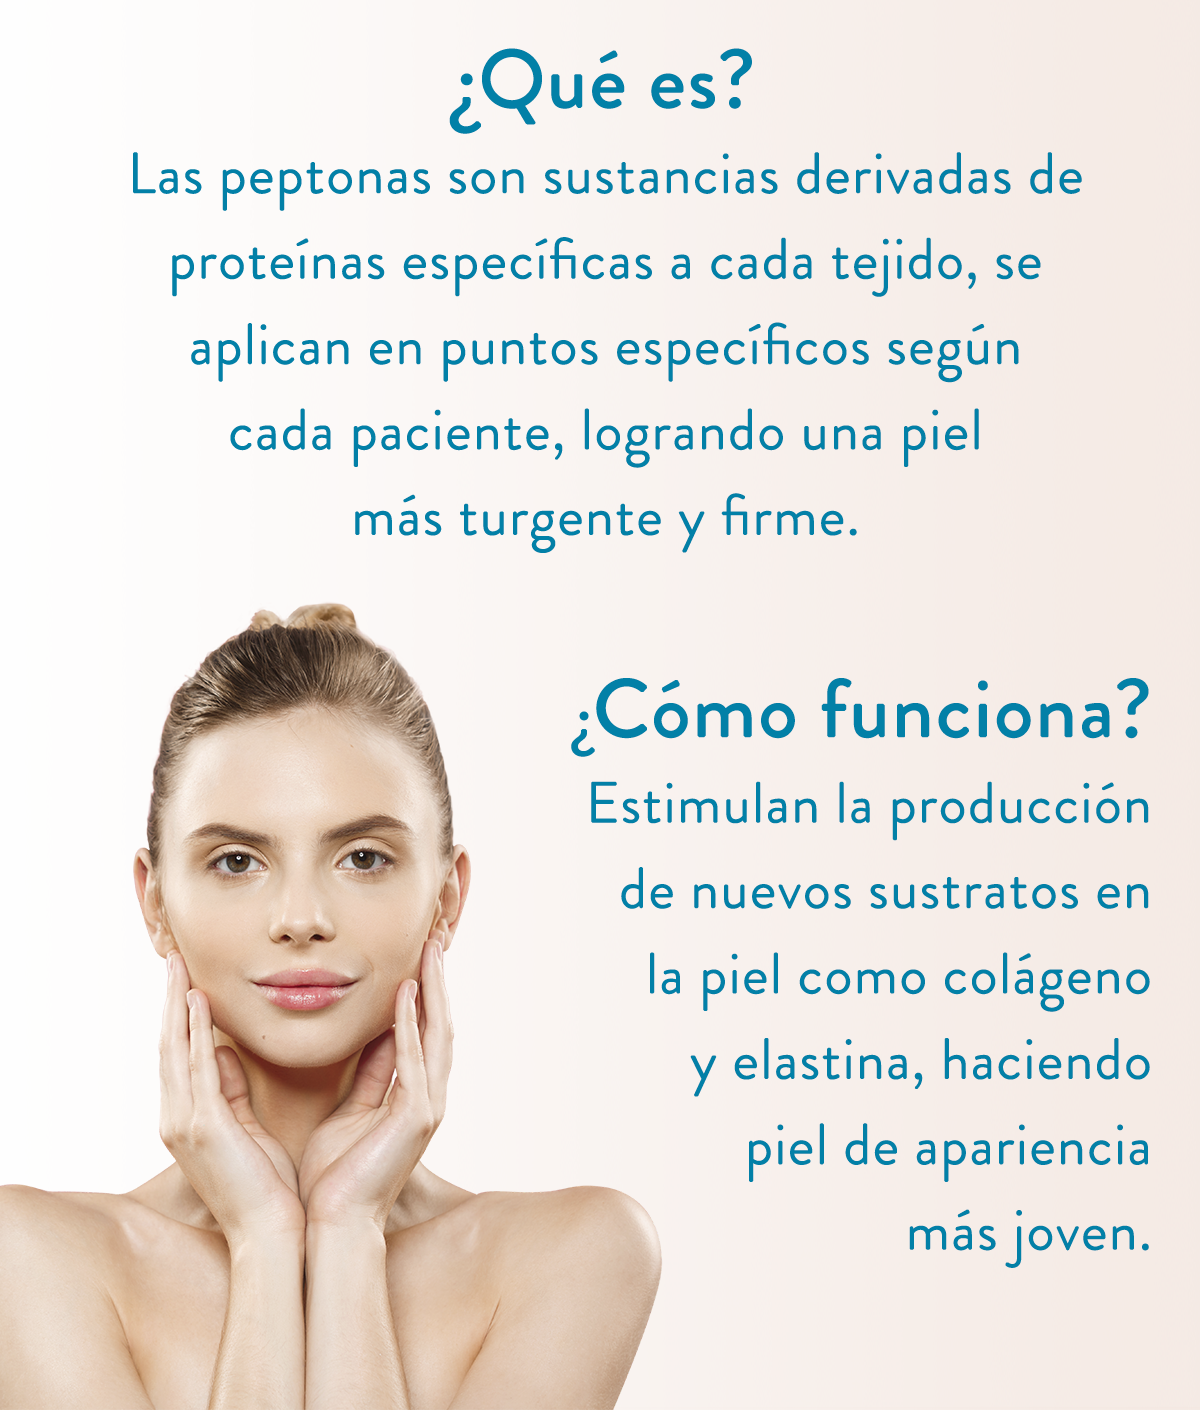 ¿Qué es?
Las peptonas son sustancias derivadas de
proteínas específicas a cada tejido, se
aplican en puntos específicos según
cada paciente, logrando una piel
más turgente y firme.
¿Cómo funciona?
Estimulan la producción
de nuevos sustratos en
la piel como colágeno
y elastina, haciendo
piel de apariencia
más joven.